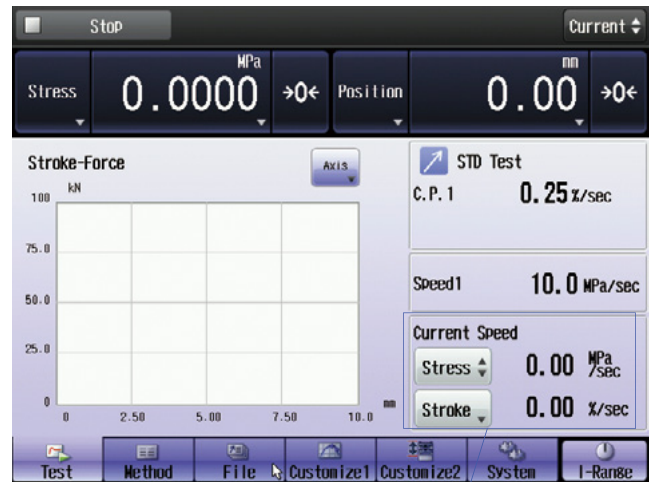 Stop
Current
Stress 0.0000 MPa →0← Position 0.00 mm →0←
Stroke-Force
Axis
kN
100
75.0
50.0
25.0
0
0 2.50 5.00 7.50 10.0 mm
STD Test
C.P.1 0.25 %/sec
Speed1 10.0 MPa/sec
Current Speed
Stress 0.00 MPa/sec
Stroke 0.00 %/sec
Test Method File Customize1 Customize2 System I-Range